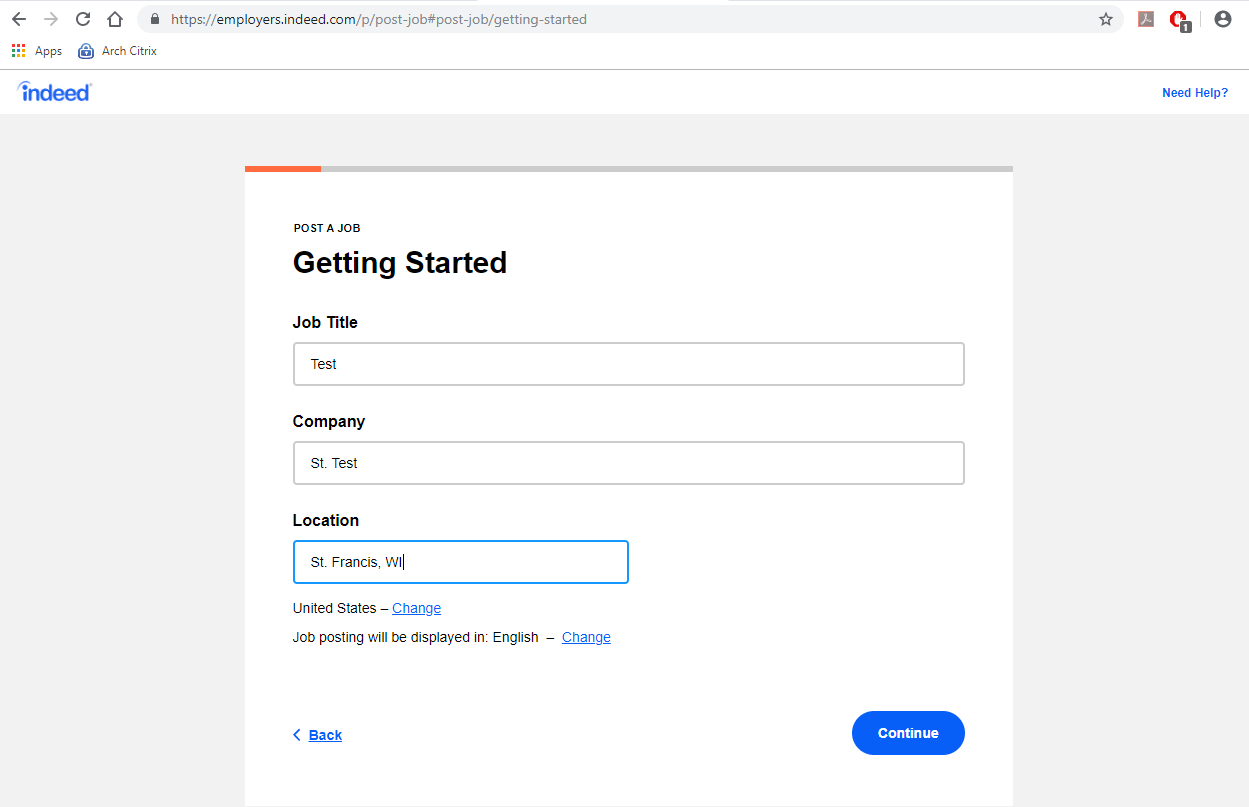 https://employers.indeed.com/p/post-job#post-job/getting-started
1
Apps Arch Citrix
indeed
Need Help?
POST A JOB
Getting Started
Job Title
Test
Company
St. Test
Location
St. Francis, WI
United States – Change
Job posting will be displayed in: English – Change
Back
Continue